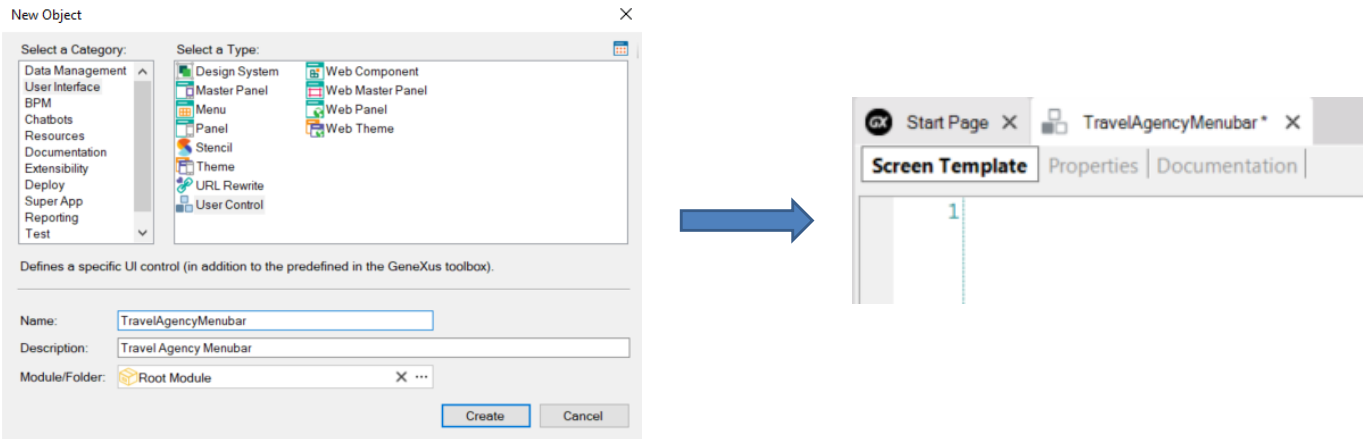 New Object
Select a Category:
Data Management
User Interface
BPM
Chatbots
Resources
Documentation
Extensibility
Deploy
Super App
Reporting
Test
Select a Type:
Design System
Master Panel
Menu
Panel
Stencil
Theme
URL Rewrite
User Control
Web Component
Web Master Panel
Web Panel
Web Theme
Defines a specific UI control (in addition to the predefined in the GeneXus toolbox).
Name: TravelAgencyMenubar
Description: Travel Agency Menubar
Module/Folder: Root Module
Create Cancel
GX Start Page TravelAgencyMenubar*
Screen Template Properties Documentation
1